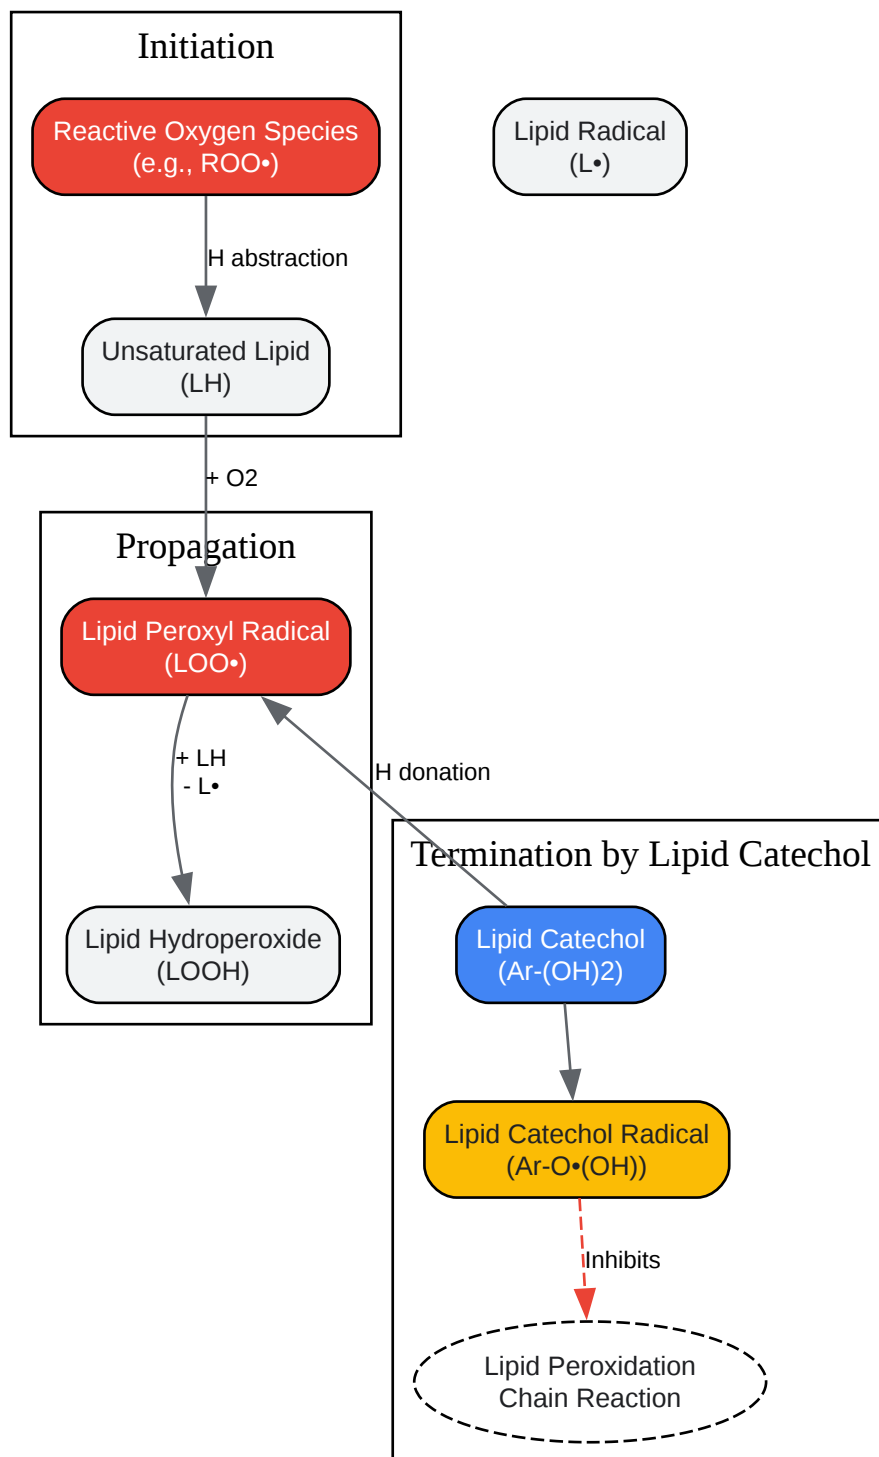 Initiation
Reactive Oxygen Species
(e.g., ROO•)
Lipid Radical
(L•)
H abstraction
Unsaturated Lipid
(LH)
+ O2
Propagation
Lipid Peroxyl Radical
(LOO•)
+ LH
- L•
H donation
Termination by Lipid Catechol
Lipid Hydroperoxide
(LOOH)
Lipid Catechol
(Ar-(OH)2)
Lipid Catechol Radical
(Ar-O•(OH))
Inhibits
Lipid Peroxidation
Chain Reaction